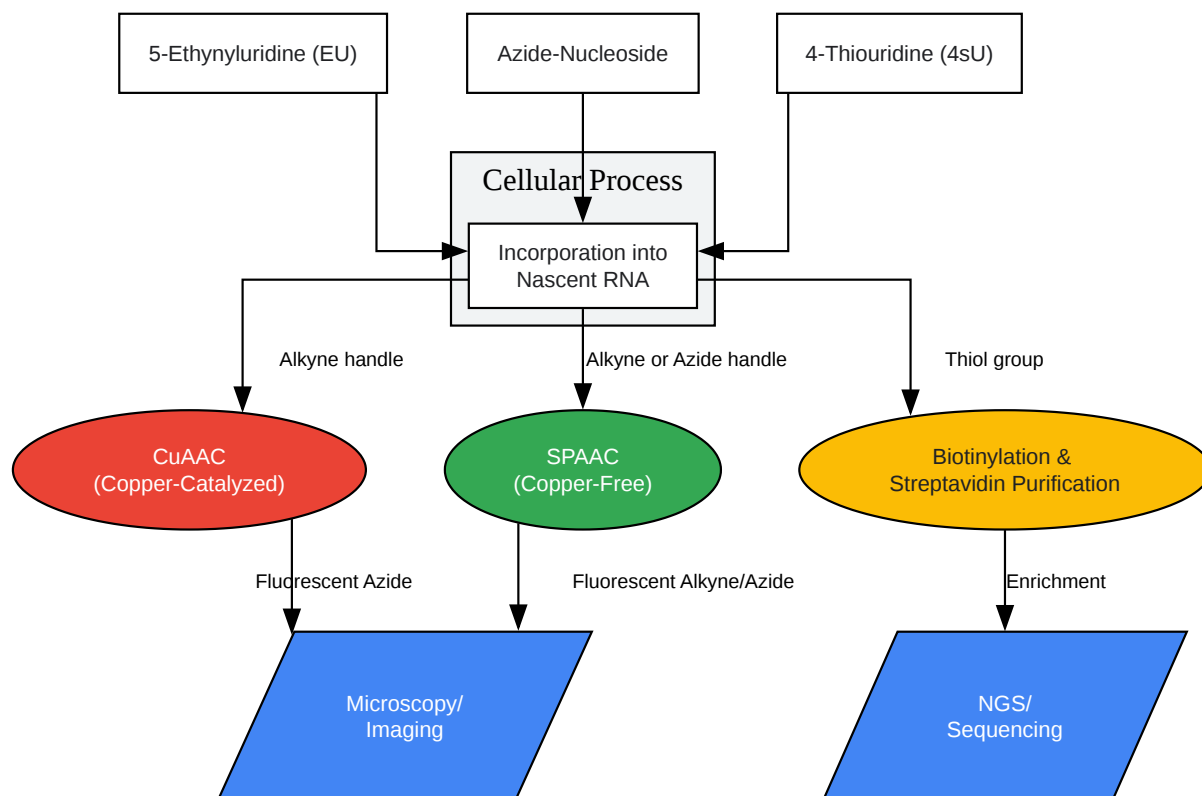 5-Ethynyluridine (EU)
Azide-Nucleoside
4-Thiouridine (4sU)
Cellular Process
Incorporation into
Nascent RNA
Alkyne handle
Alkyne or Azide handle
Thiol group
CuAAC
(Copper-Catalyzed)
SPAAC
(Copper-Free)
Biotinylation &
Streptavidin Purification
Fluorescent Azide
Fluorescent Alkyne/Azide
Enrichment
Microscopy/
Imaging
NGS/
Sequencing